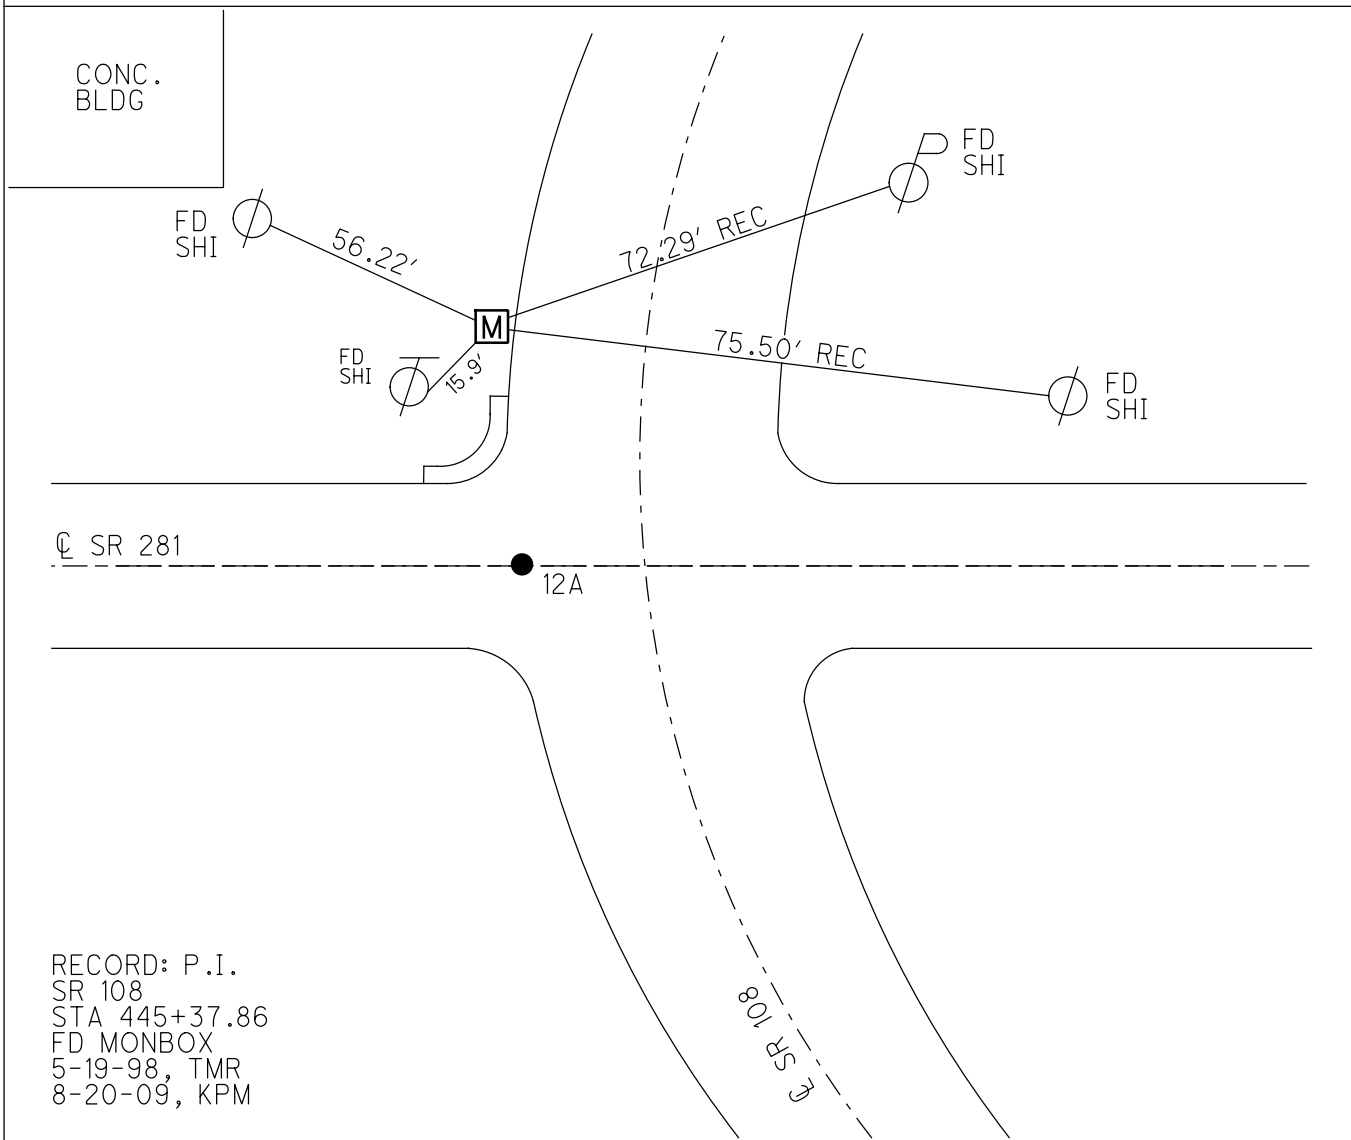 CONC.
BLDG
FD
SHI
FD
SHI
56.22'
72.29' REC
M
75.50' REC
FD
SHI
15.9'
FD
SHI
℄ SR 281
12A
RECORD: P.I.
SR 108
STA 445+37.86
FD MONBOX
5-19-98, TMR
8-20-09, KPM
℄ SR 108